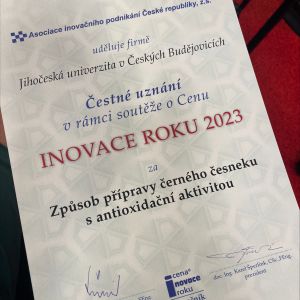 Asociace inovačního podnikání České republiky, z.s.
uděluje firmě
Jihočeská univerzita v Českých Budějovicích
Čestné uznání
v rámci soutěže o Cenu
INOVACE ROKU 2023
za
Způsob přípravy černého česneku
s antioxidační aktivitou
cena
inovace
roku
doc. Ing. Karel Šperlink, CSc., FEng.
prezident